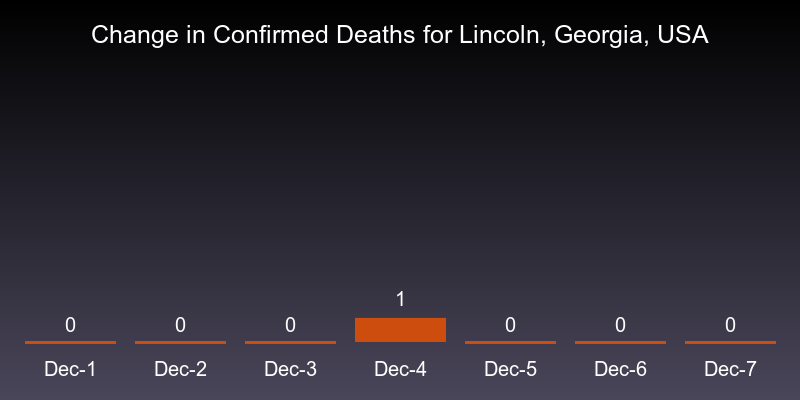 Change in Confirmed Deaths for Lincoln, Georgia, USA
1
0 0 0 0 0 0
Dec-1 Dec-2 Dec-3 Dec-4 Dec-5 Dec-6 Dec-7